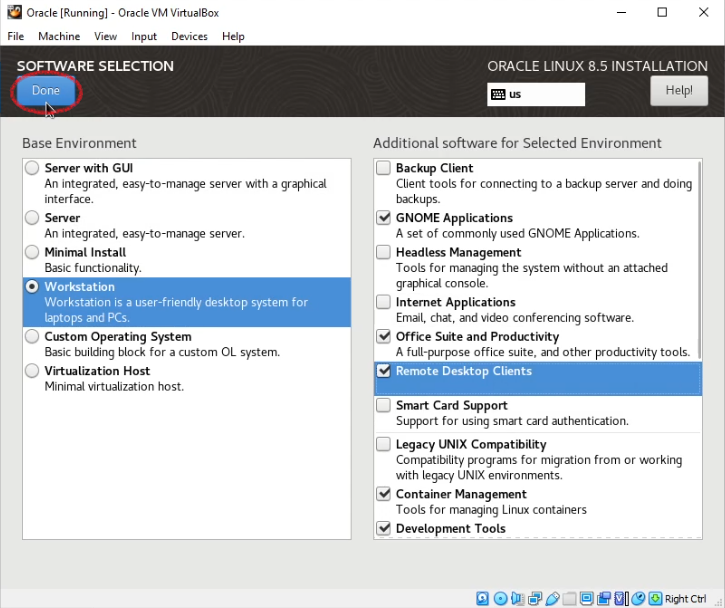 Oracle [Running] - Oracle VM VirtualBox
File Machine View Input Devices Help
SOFTWARE SELECTION
ORACLE LINUX 8.5 INSTALLATION
Done
us
Help!
Base Environment
Server with GUI
An integrated, easy-to-manage server with a graphical
interface.
Server
An integrated, easy-to-manage server.
Minimal Install
Basic functionality.
Workstation
Workstation is a user-friendly desktop system for
laptops and PCs.
Custom Operating System
Basic building block for a custom OL system.
Virtualization Host
Minimal virtualization host.
Additional software for Selected Environment
Backup Client
Client tools for connecting to a backup server and doing
backups.
GNOME Applications
A set of commonly used GNOME Applications.
Headless Management
Tools for managing the system without an attached
graphical console.
Internet Applications
Email, chat, and video conferencing software.
Office Suite and Productivity
A full-purpose office suite, and other productivity tools.
Remote Desktop Clients
Smart Card Support
Support for using smart card authentication.
Legacy UNIX Compatibility
Compatibility programs for migration from or working
with legacy UNIX environments.
Container Management
Tools for managing Linux containers
Development Tools
Right Ctrl